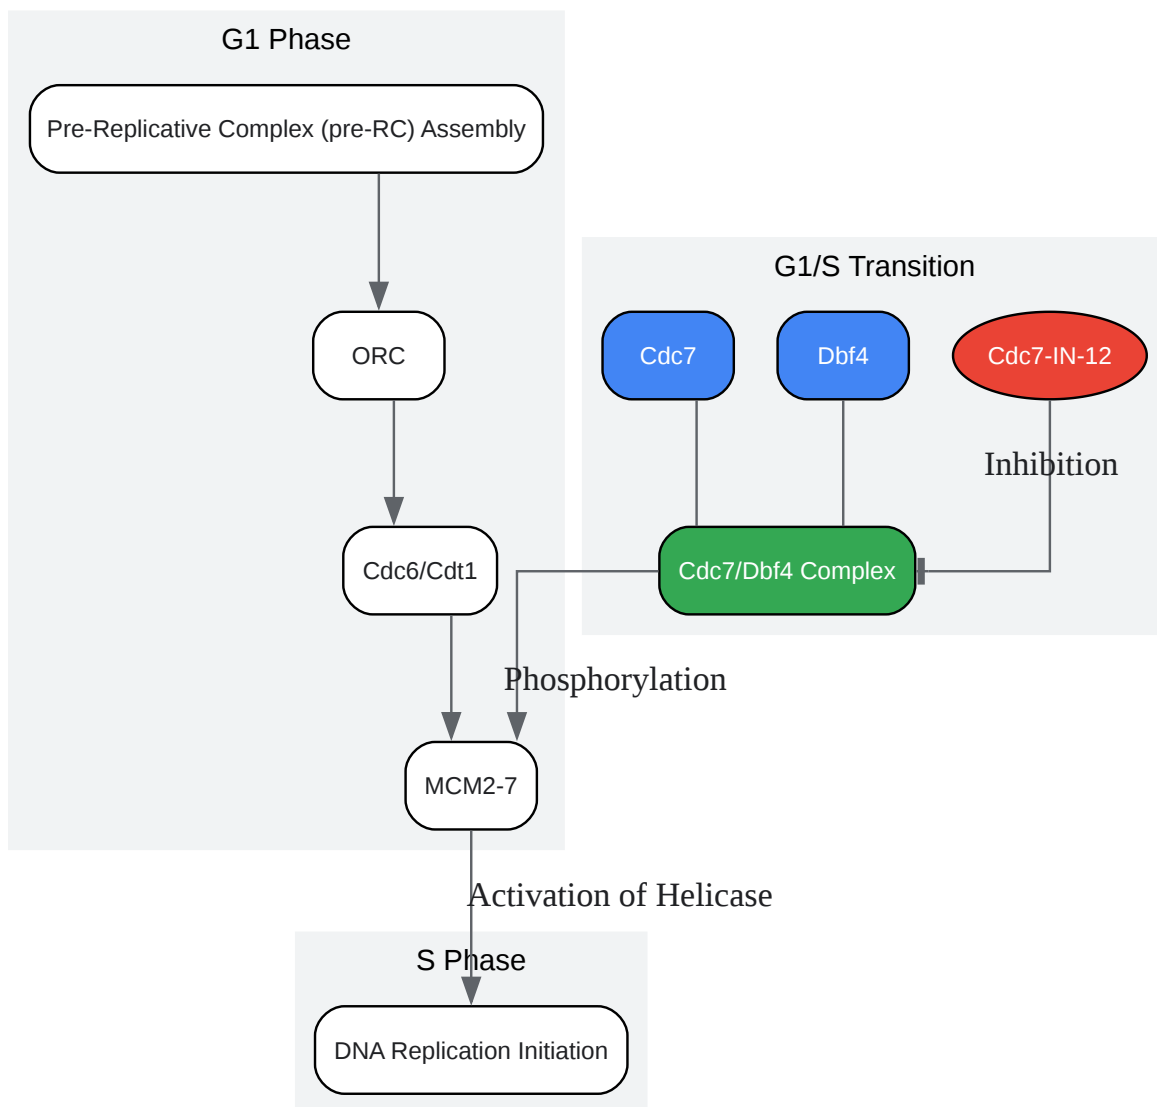 G1 Phase
Pre-Replicative Complex (pre-RC) Assembly
G1/S Transition
ORC
Cdc7
Dbf4
Cdc7-IN-12
Inhibition
Cdc6/Cdt1
Cdc7/Dbf4 Complex
Phosphorylation
MCM2-7
Activation of Helicase
S Phase
DNA Replication Initiation